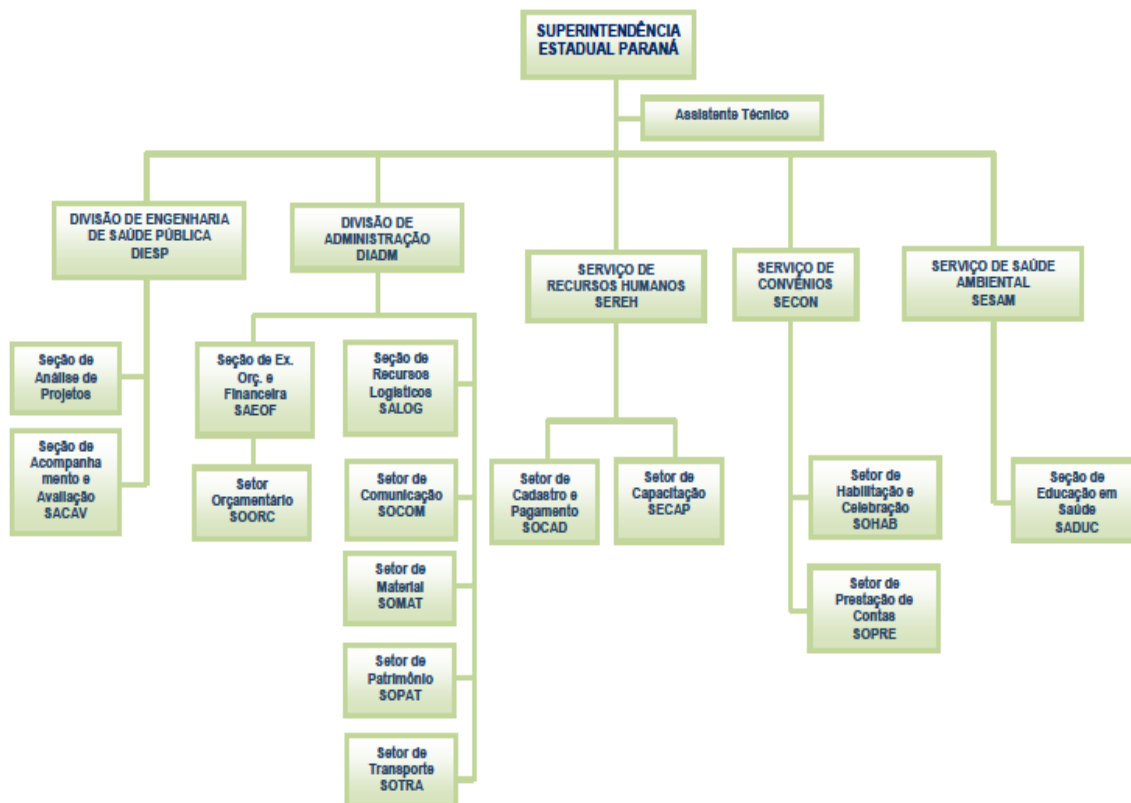 SUPERINTENDÊNCIA
ESTADUAL PARANÁ
Assistente Técnico
DIVISÃO DE ENGENHARIA
DE SAÚDE PÚBLICA
DIESP
DIVISÃO DE
ADMINISTRAÇÃO
DIADM
SERVIÇO DE
RECURSOS HUMANOS
SEREH
SERVIÇO DE
CONVÊNIOS
SECON
SERVIÇO DE SAÚDE
AMBIENTAL
SESAM
Seção de
Análise de
Projetos
Seção de
Acompanha
mento e
Avaliação
SACAV
Seção de Ex.
Orç. e
Financeira
SAEOF
Setor
Orçamentário
SOORC
Seção de
Recursos
Logísticos
SALOG
Setor de
Comunicação
SOCOM
Setor de
Material
SOMAT
Setor de
Patrimônio
SOPAT
Setor de
Transporte
SOTRA
Setor de
Cadastro e
Pagamento
SOCAD
Setor de
Capacitação
SECAP
Setor de
Habilitação e
Celebração
SOHAB
Setor de
Prestação de
Contas
SOPRE
Seção de
Educação em
Saúde
SADUC